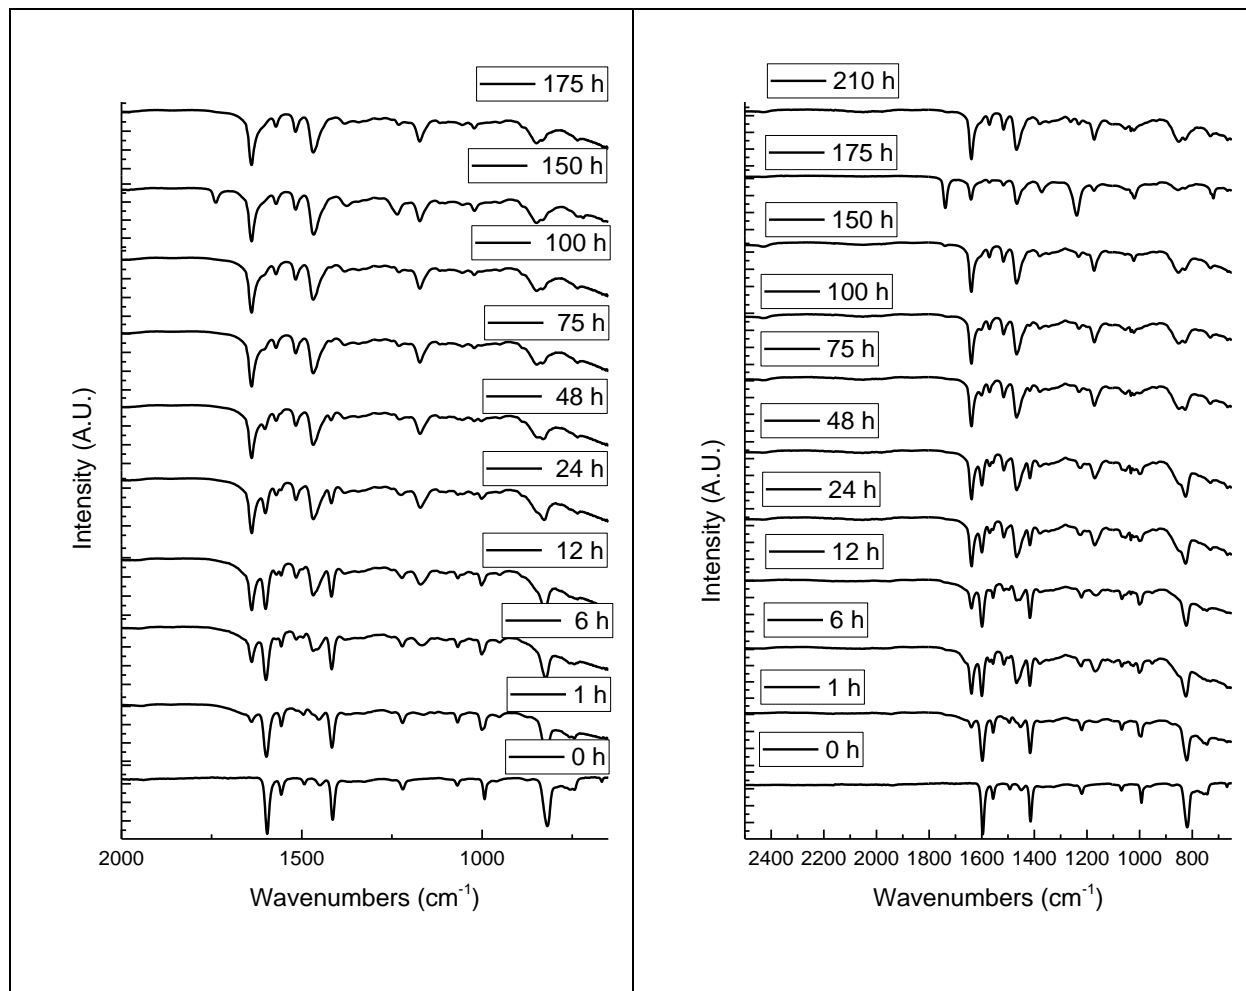 175 h
150 h
100 h
75 h
48 h
24 h
12 h
6 h
1 h
0 h
Intensity (A.U.)
2000 1500 1000
Wavenumbers (cm-1)
210 h
175 h
150 h
100 h
75 h
48 h
24 h
12 h
6 h
1 h
0 h
Intensity (A.U.)
2400 2200 2000 1800 1600 1400 1200 1000 800
Wavenumbers (cm-1)